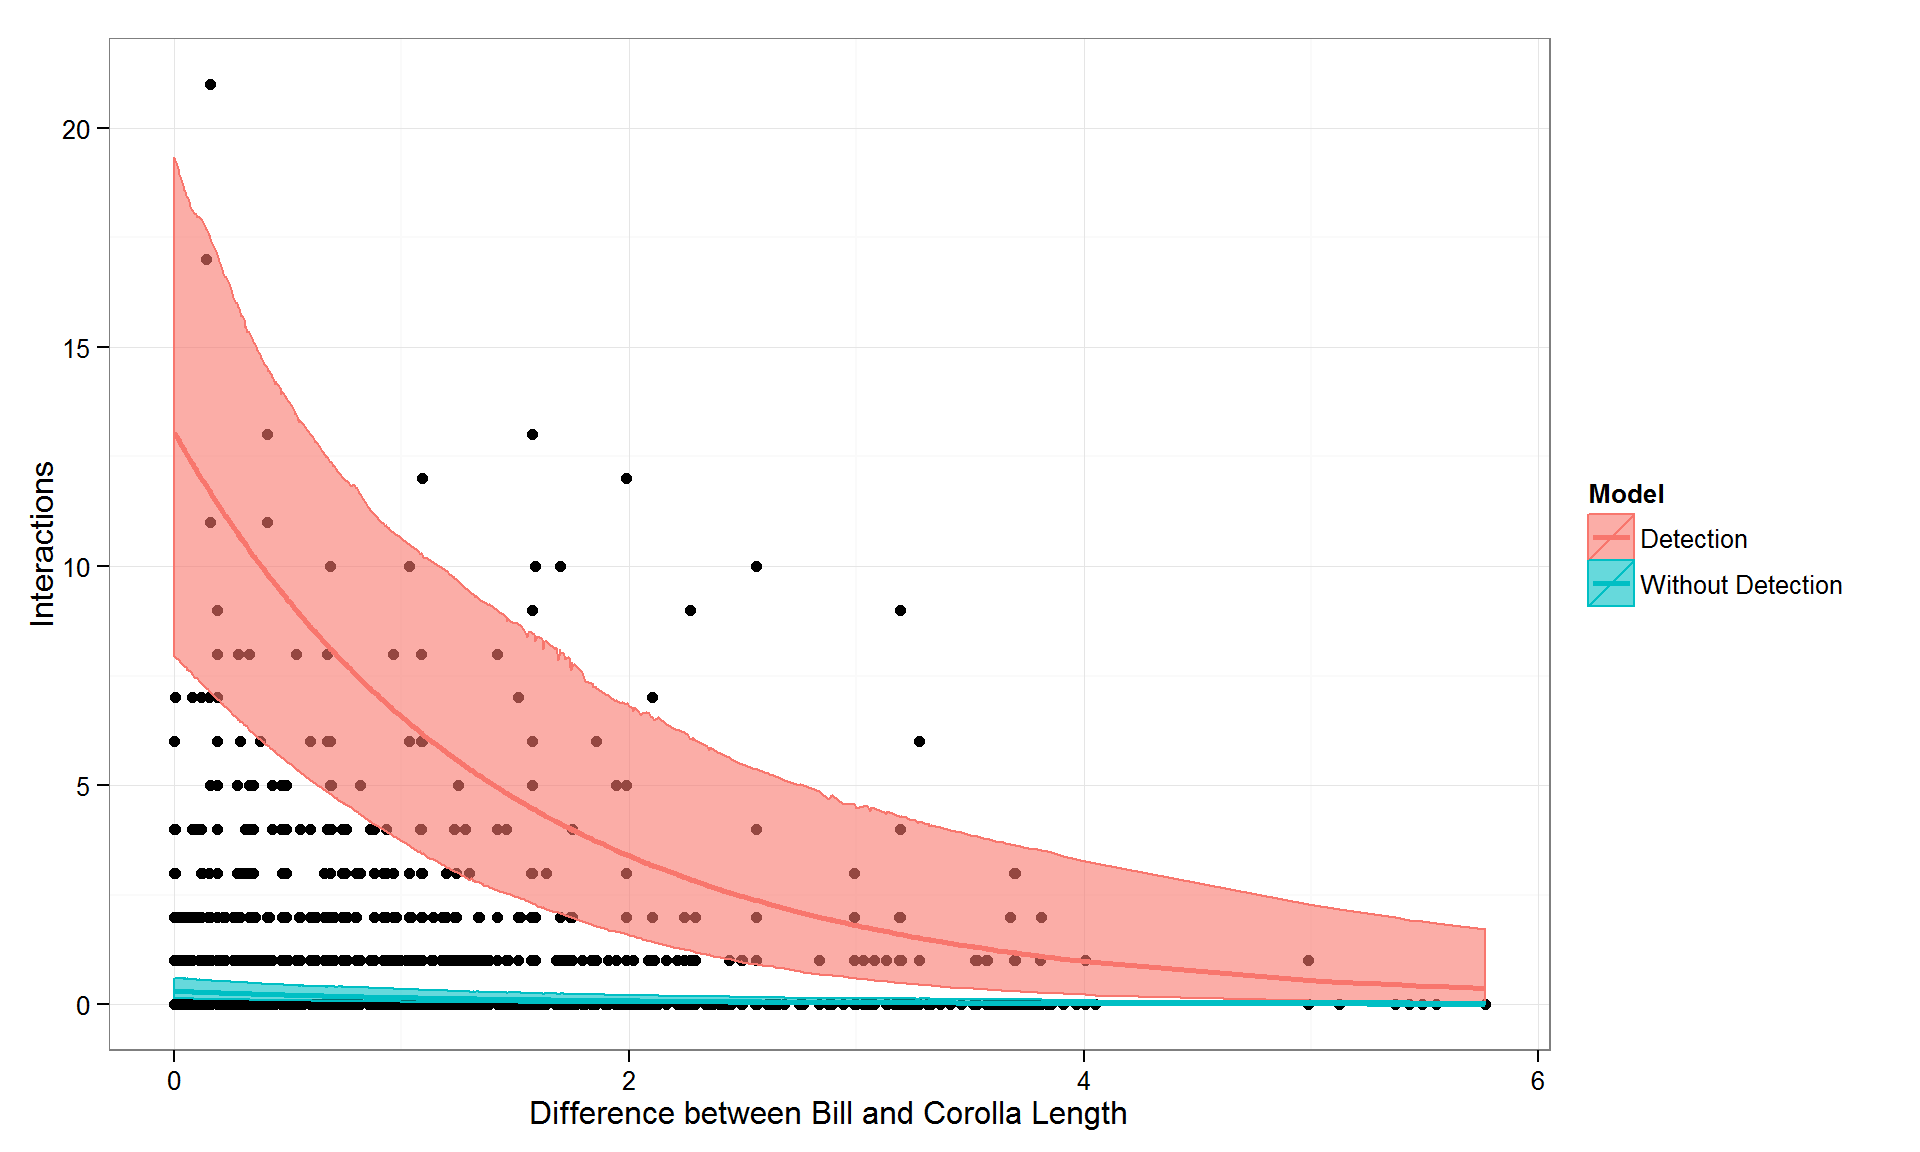 20
15
10
5
0
0 2 4 6
Interactions
Difference between Bill and Corolla Length
Model
Detection
Without Detection